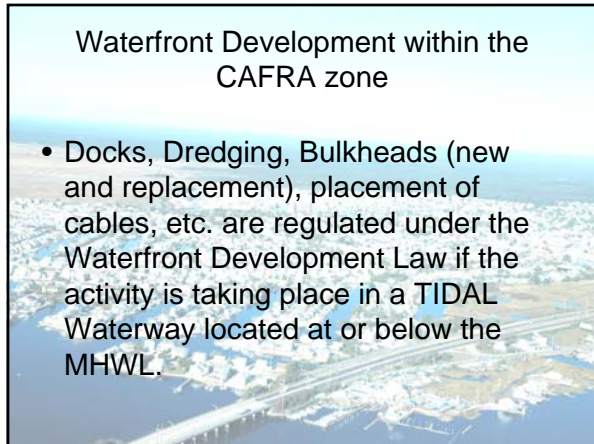 Waterfront Development within the
CAFRA zone
• Docks, Dredging, Bulkheads (new
and replacement), placement of
cables, etc. are regulated under the
Waterfront Development Law if the
activity is taking place in a TIDAL
Waterway located at or below the
MHWL.